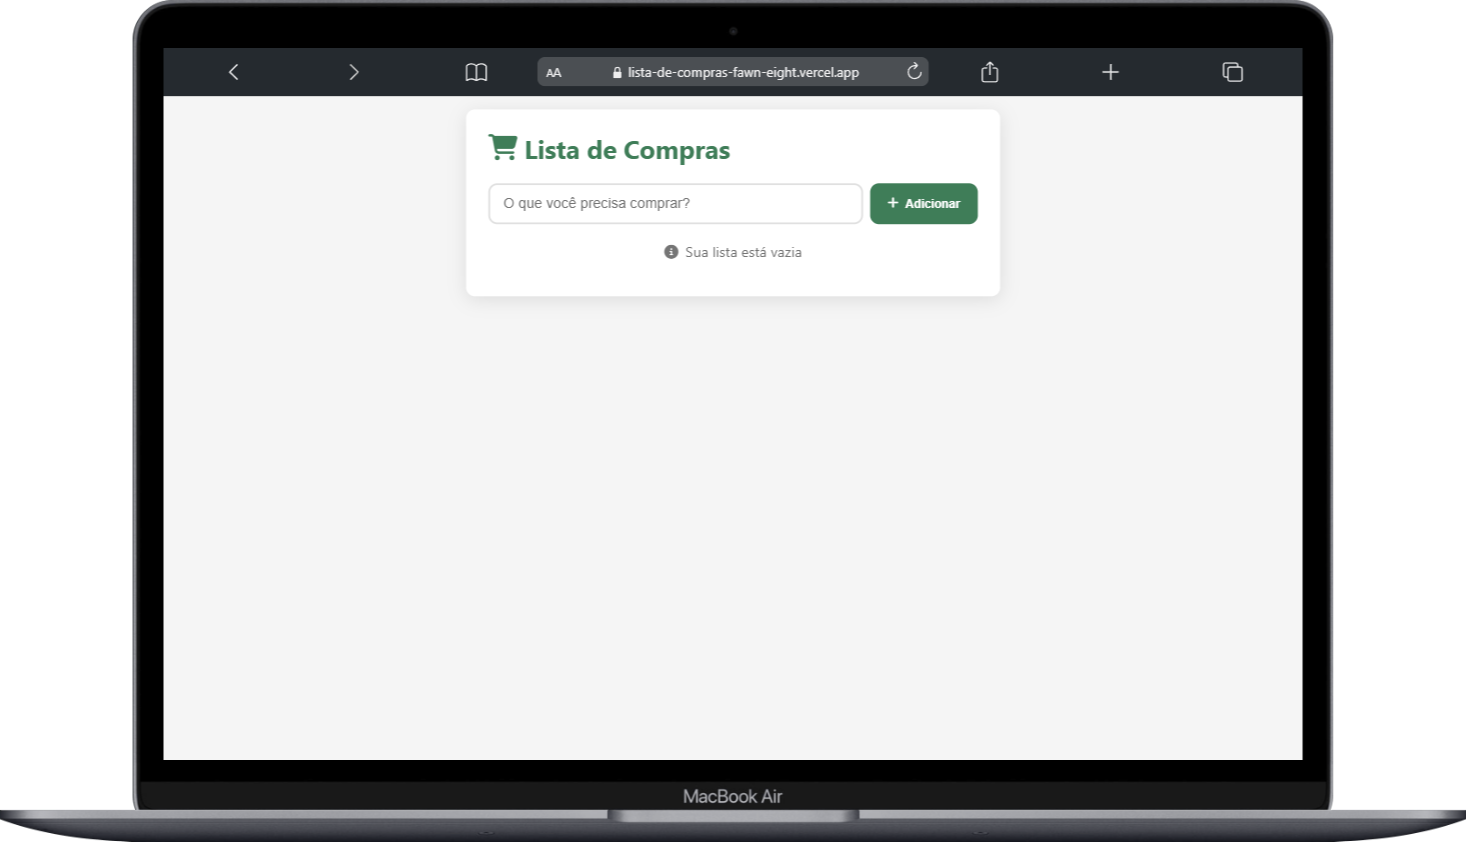 AA lista-de-compras-fawn-eight.vercel.app
Lista de Compras
O que você precisa comprar?
+ Adicionar
Sua lista está vazia
MacBook Air